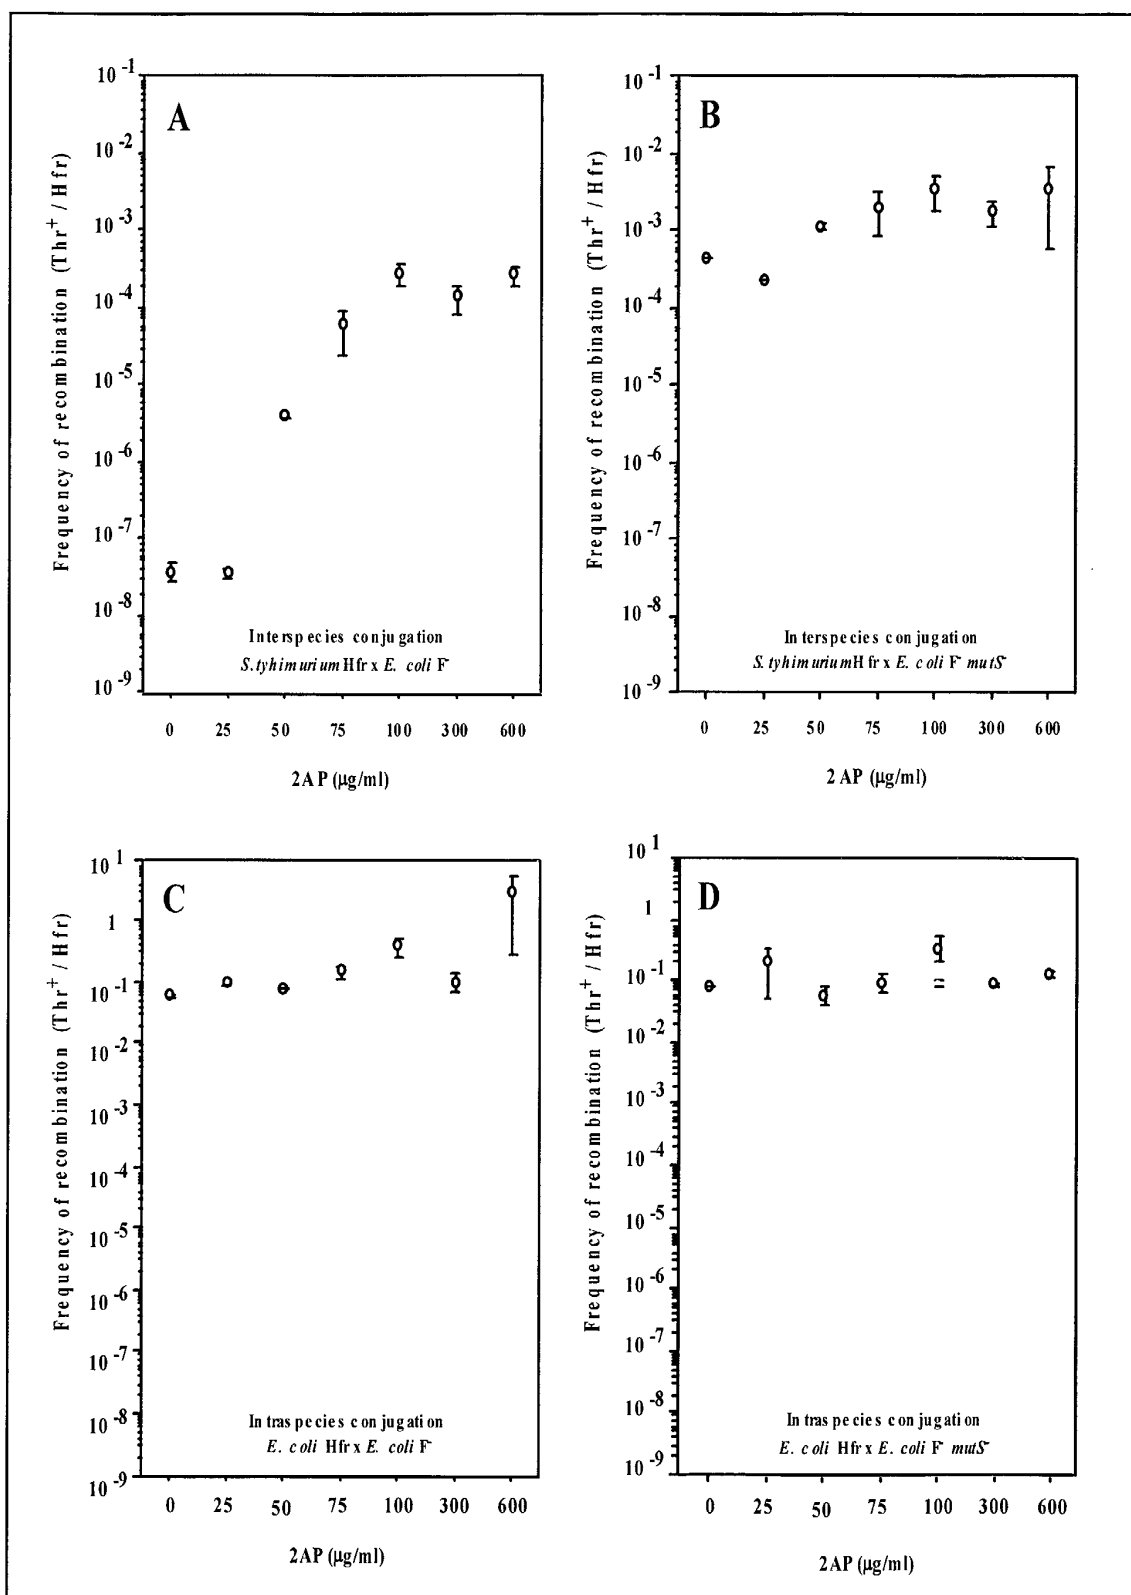 A
Frequency of recombination (Thr⁺ / Hfr)
10⁻¹
10⁻²
10⁻³
10⁻⁴
10⁻⁵
10⁻⁶
10⁻⁷
10⁻⁸
10⁻⁹
Interspecies conjugation
S.tyhimurium Hfr x E. coli F⁻
0 25 50 75 100 300 600
2AP (µg/ml)
B
Frequency of recombination (Thr⁺ / Hfr)
10⁻¹
10⁻²
10⁻³
10⁻⁴
10⁻⁵
10⁻⁶
10⁻⁷
10⁻⁸
10⁻⁹
Interspecies conjugation
S.tyhimurium Hfr x E. coli F⁻ mutS⁻
0 25 50 75 100 300 600
2AP (µg/ml)
C
Frequency of recombination (Thr⁺ / Hfr)
10¹
1
10⁻¹
10⁻²
10⁻³
10⁻⁴
10⁻⁵
10⁻⁶
10⁻⁷
10⁻⁸
10⁻⁹
Intraspecies conjugation
E. coli Hfr x E. coli F⁻
0 25 50 75 100 300 600
2AP (µg/ml)
D
Frequency of recombination (Thr⁺ / Hfr)
10¹
1
10⁻¹
10⁻²
10⁻³
10⁻⁴
10⁻⁵
10⁻⁶
10⁻⁷
10⁻⁸
10⁻⁹
Intraspecies conjugation
E. coli Hfr x E. coli F⁻ mutS⁻
0 25 50 75 100 300 600
2AP (µg/ml)